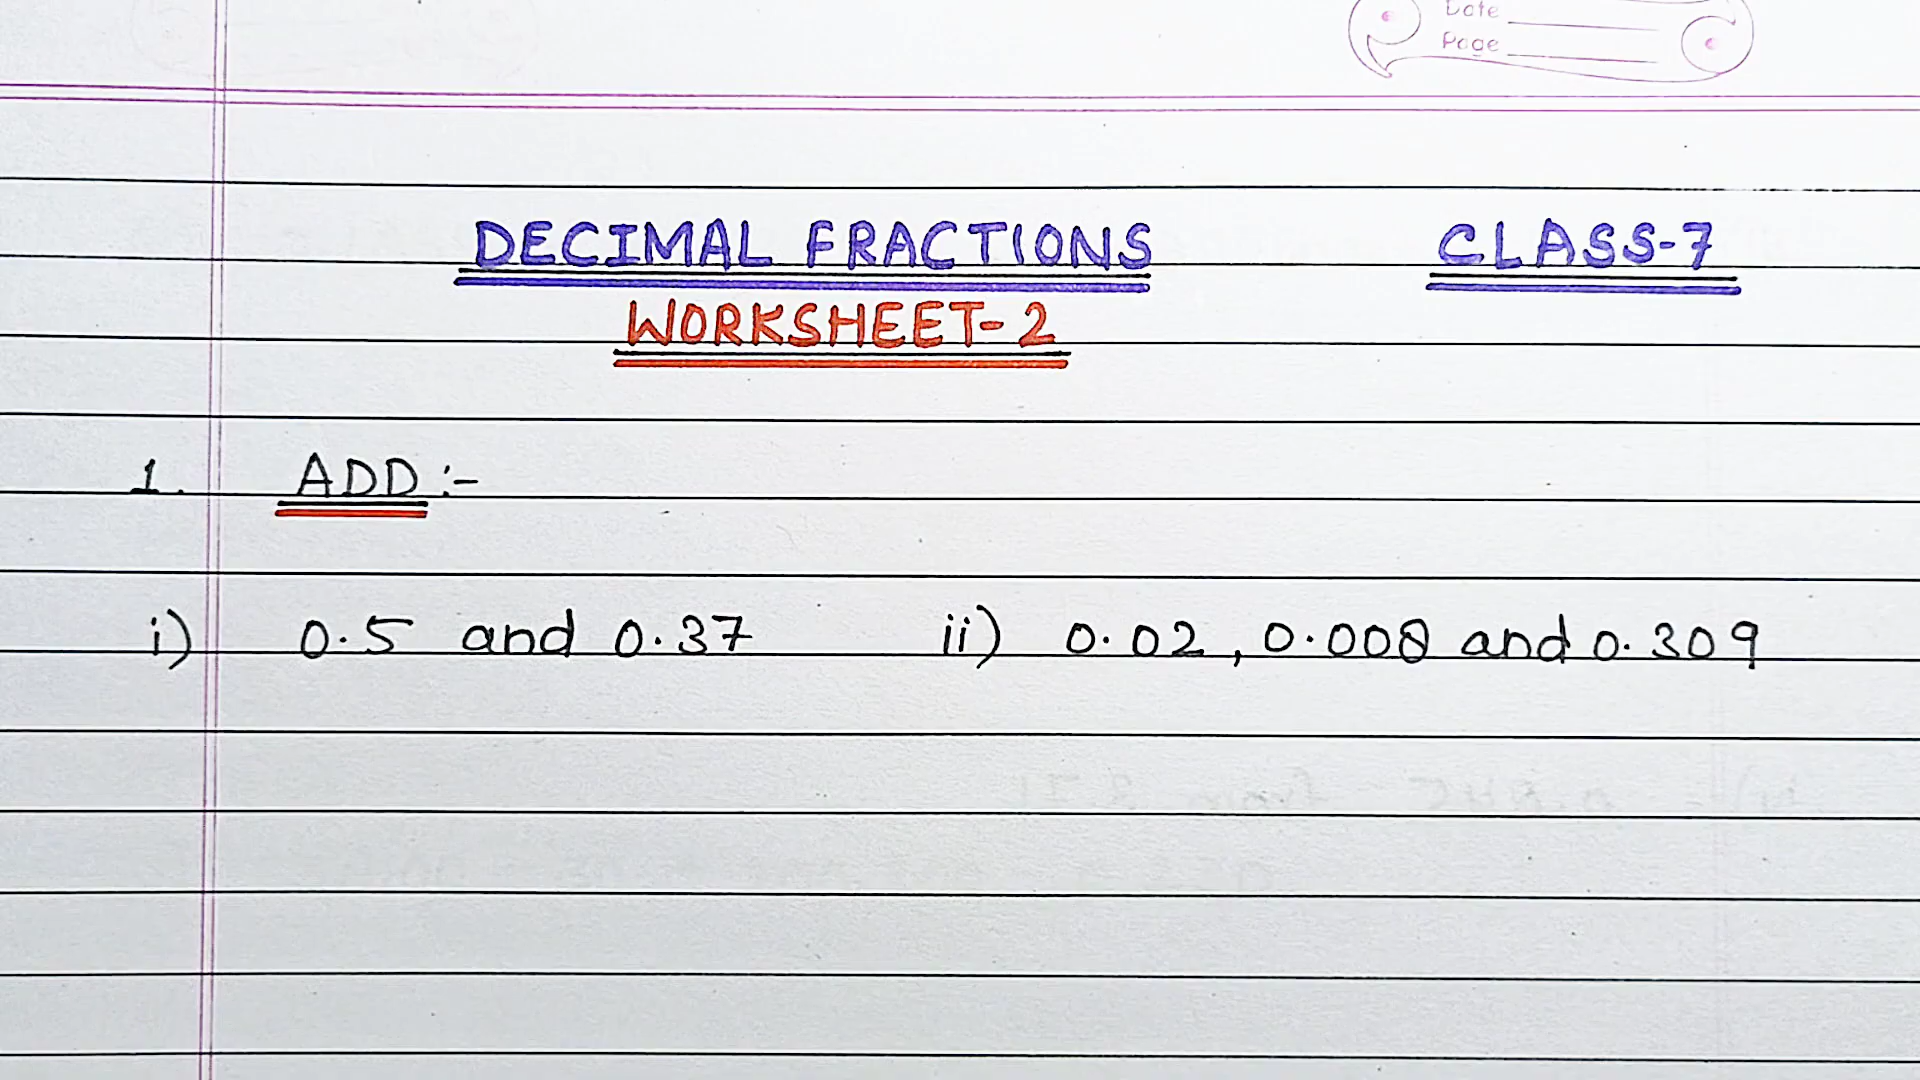 Date
Page
DECIMAL FRACTIONS CLASS-7
WORKSHEET-2
1. ADD:-
i) 0.5 and 0.37 ii) 0.02, 0.008 and 0.309